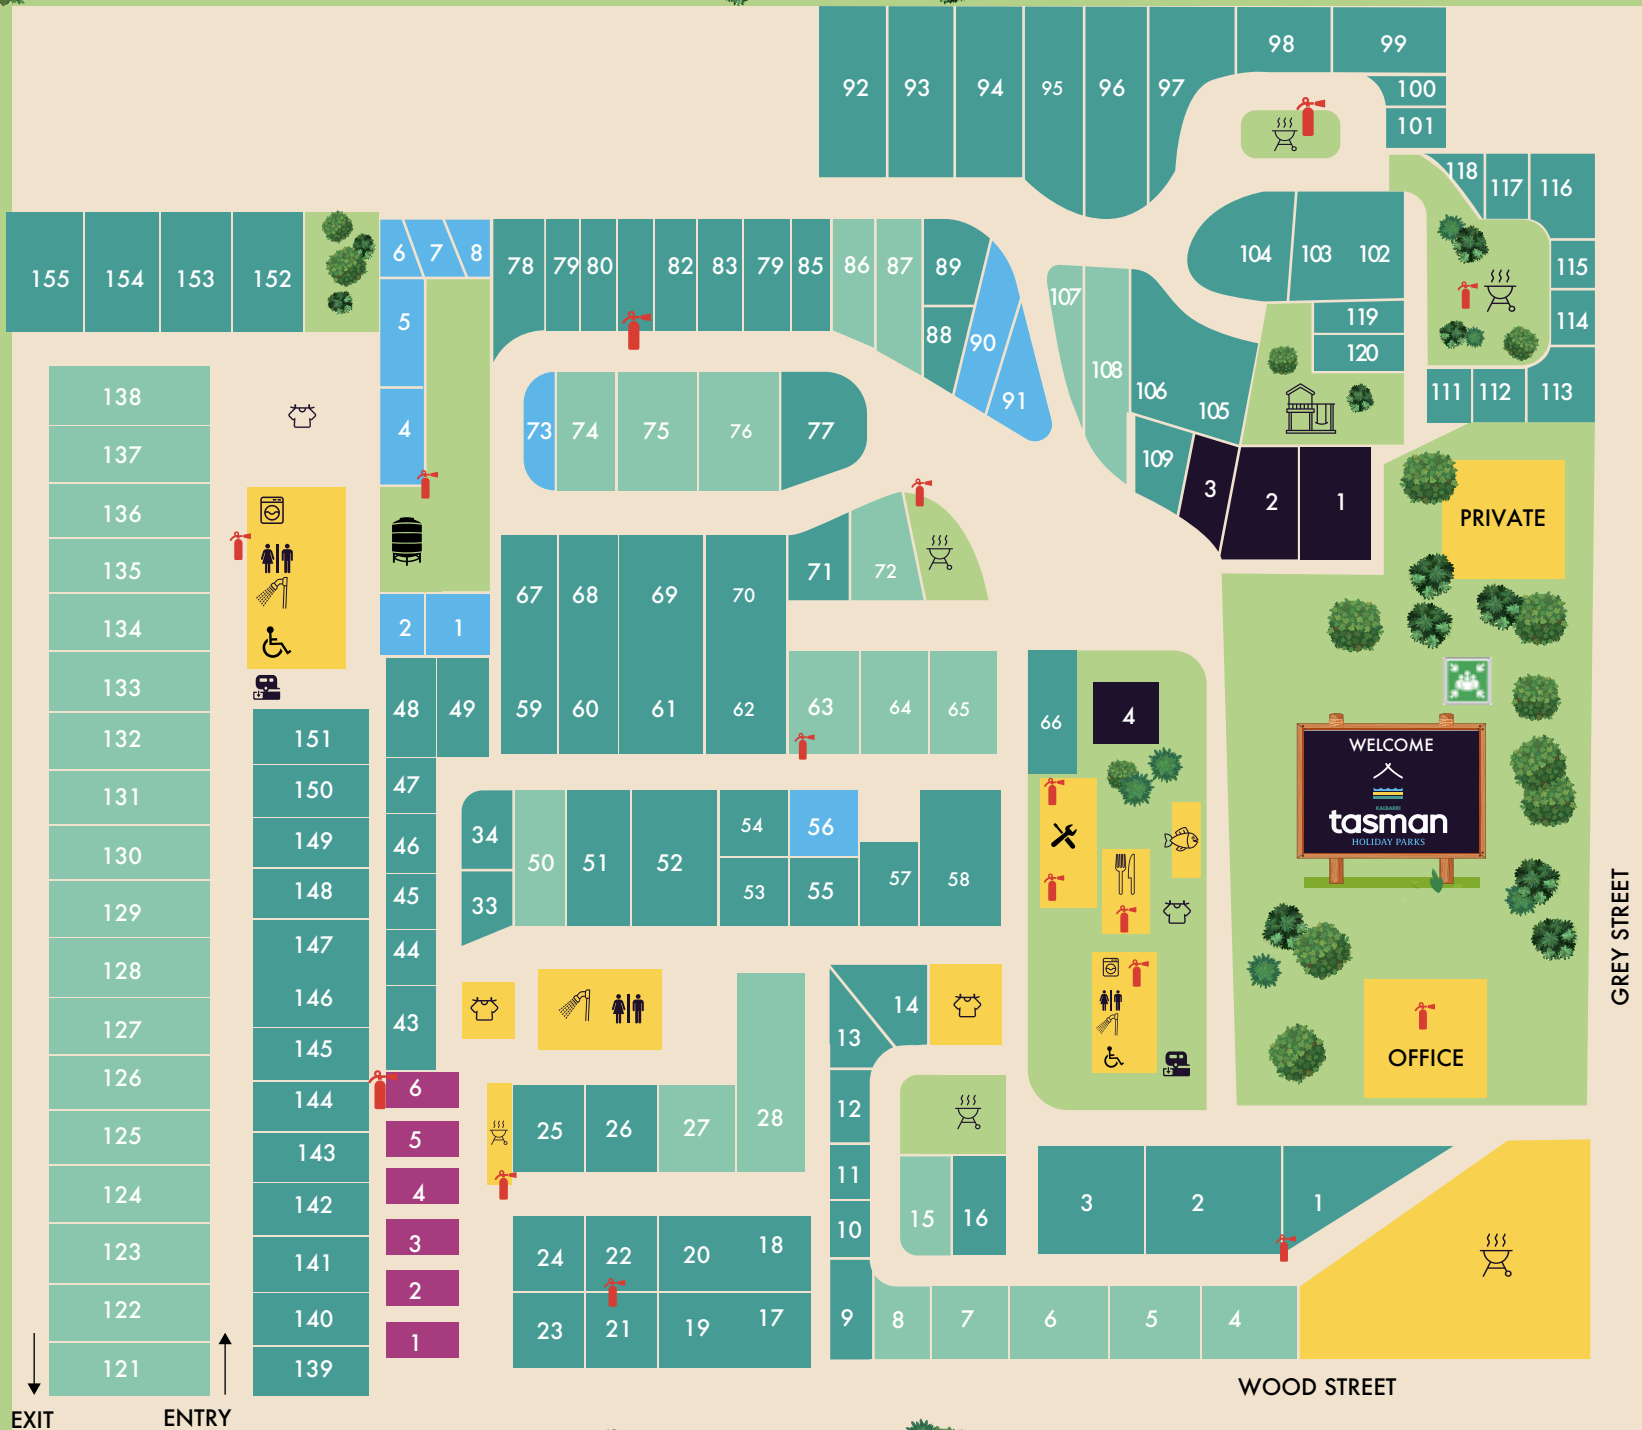 92 93 94 95 96 97 98 99
100
101
118 117 116
155 154 153 152
6 7 8
78 79 80 82 83 79 85 86 87 89
104 103 102
115
107
5
119
114
88 90
120
108
138
106
111 112 113
91
105
4
73 74 75 76 77
137
109
3 2 1
136
PRIVATE
135
71 72
67 68 69 70
134
2 1
133
48 49
59 60 61 62
63 64 65
66
4
132
151
WELCOME
47
131
150
KALBARRI
tasman
HOLIDAY PARKS
34
54 56
149
46
130
50 51 52
57 58
148
45
33
53 55
129
GREY STREET
147
44
128
146
14
43
13
127
145
OFFICE
126
6
144
12
28
25 26 27
125
5
143
11
124
4
142
3 2 1
15 16
10
123
3
141
24 22 20 18
2
122
140
9 8 7 6 5 4
23 21 19 17
1
121
139
WOOD STREET
EXIT
ENTRY